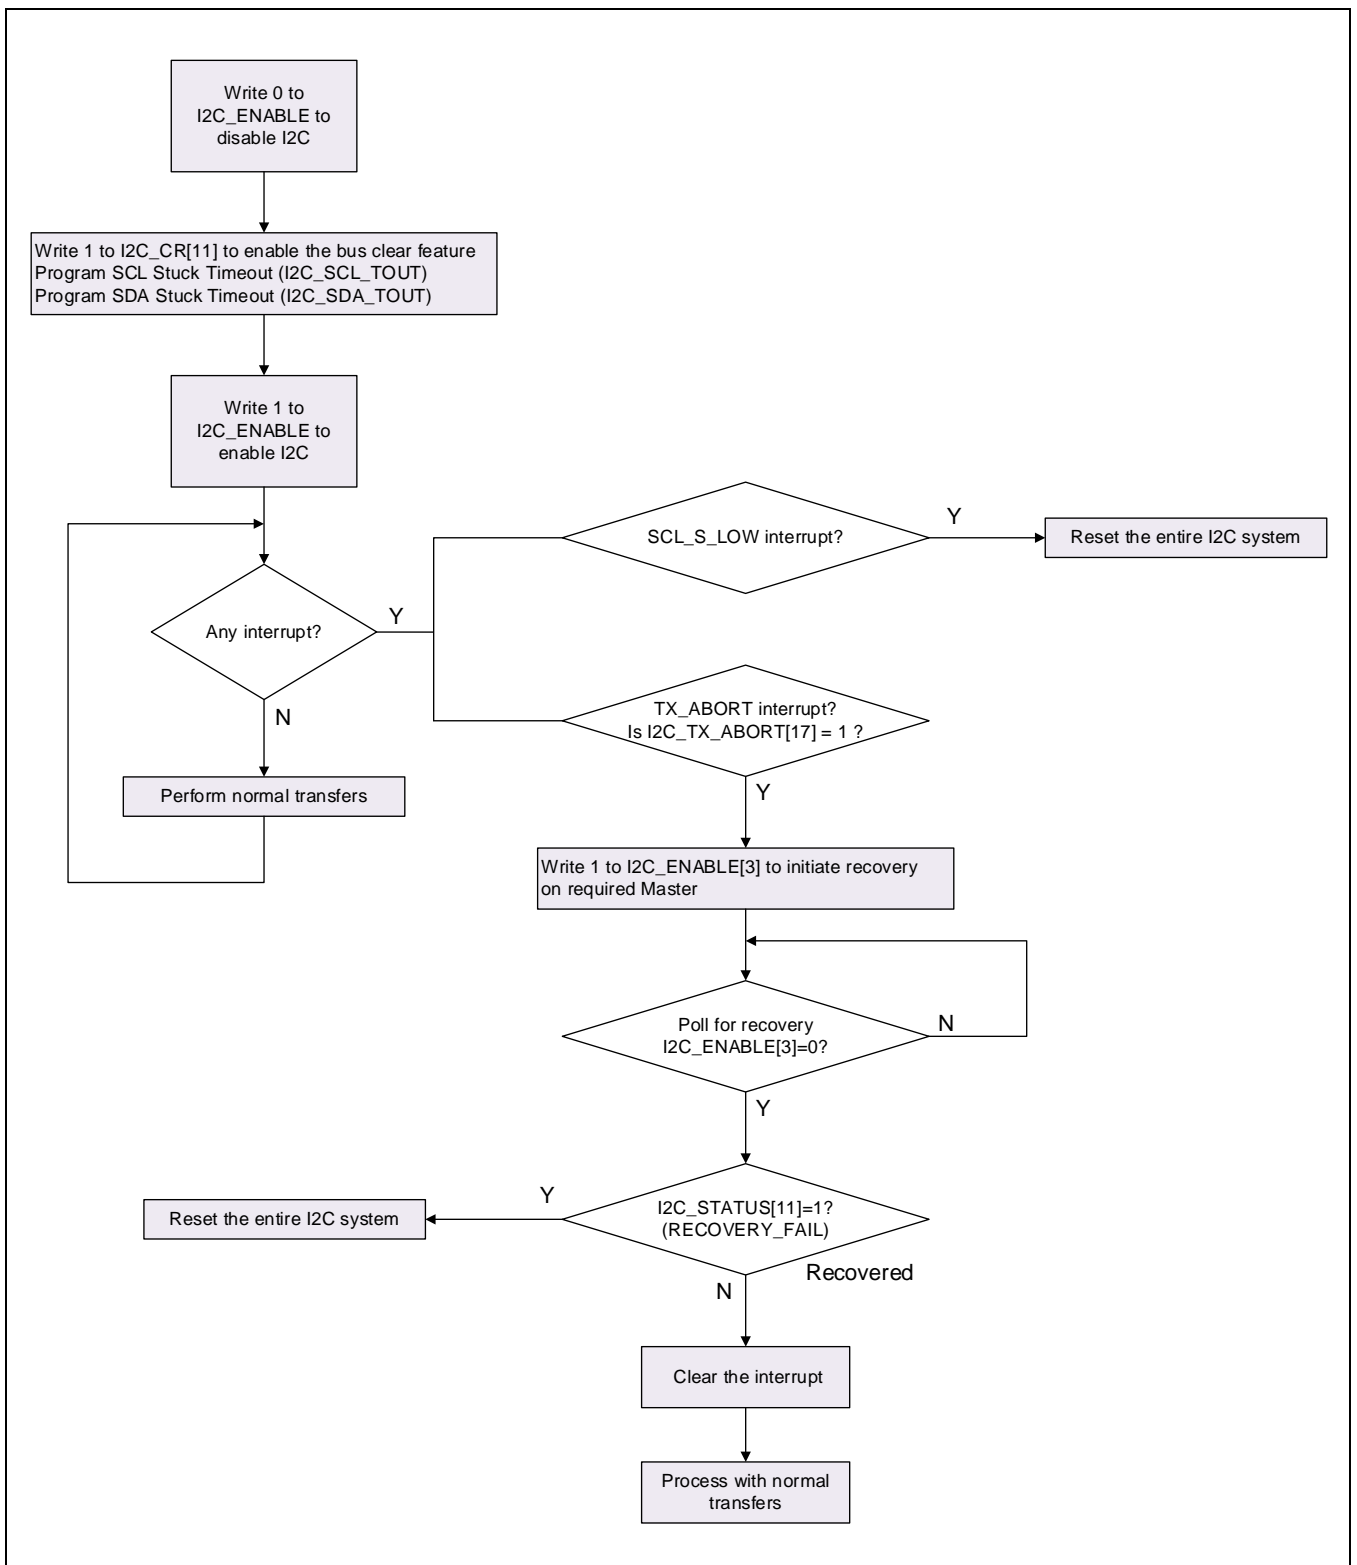 Write 0 to
I2C_ENABLE to
disable I2C
Write 1 to I2C_CR[11] to enable the bus clear feature
Program SCL Stuck Timeout (I2C_SCL_TOUT)
Program SDA Stuck Timeout (I2C_SDA_TOUT)
Write 1 to
I2C_ENABLE to
enable I2C
Any interrupt?
Y
N
Perform normal transfers
SCL_S_LOW interrupt?
Y
Reset the entire I2C system
TX_ABORT interrupt?
Is I2C_TX_ABORT[17] = 1 ?
Y
Write 1 to I2C_ENABLE[3] to initiate recovery
on required Master
Poll for recovery
I2C_ENABLE[3]=0?
N
Y
I2C_STATUS[11]=1?
(RECOVERY_FAIL)
Y
Reset the entire I2C system
Recovered
N
Clear the interrupt
Process with normal
transfers